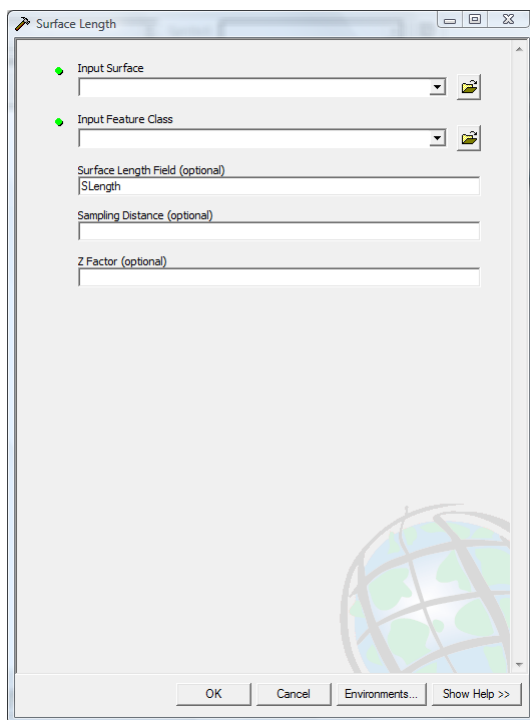 Surface Length
Input Surface
Input Feature Class
Surface Length Field (optional)
SLength
Sampling Distance (optional)
Z Factor (optional)
OK Cancel Environments... Show Help >>